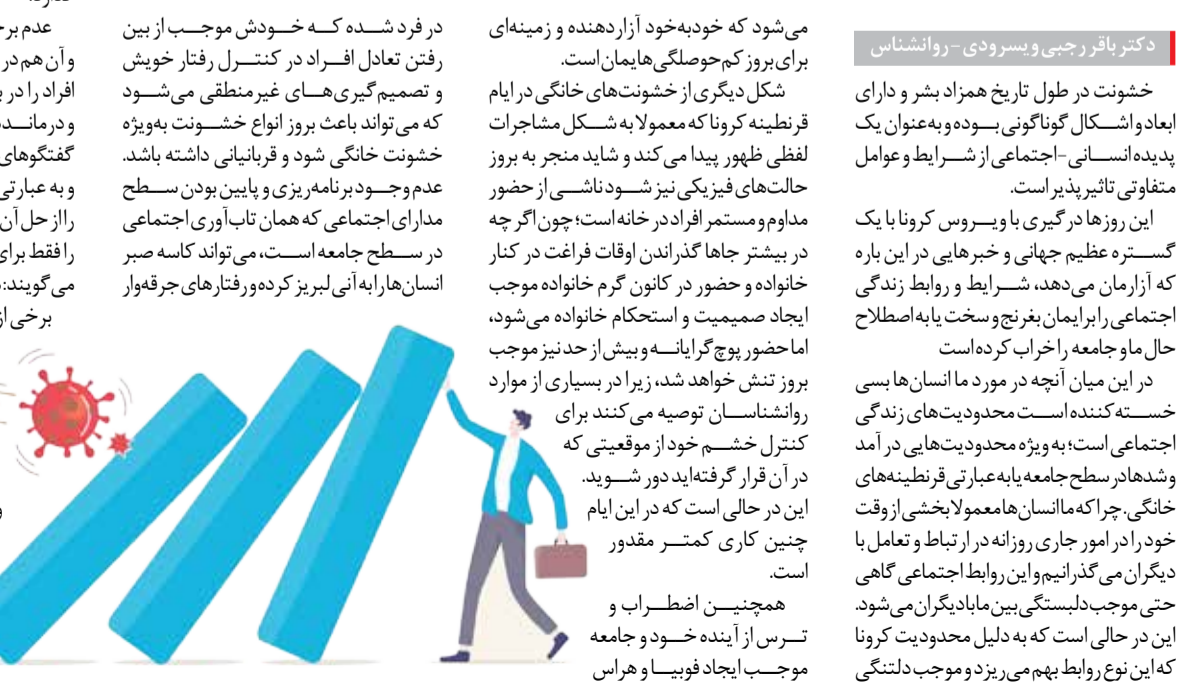 دکتر باقر رجبی ویسرودی - روانشناس
خشونت در طول تاریخ همزاد بشر و دارای
ابعاد و اشکال گوناگونی بوده و به‌عنوان یک
پدیده انسانی-اجتماعی از شرایط و عوامل
متفاوتی تاثیرپذیر است.
این روزها درگیری با ویروس کرونا با یک
گستره عظیم جهانی و خبرهایی در این باره
که آزارمان می‌دهد، شرایط و روابط زندگی
اجتماعی را برایمان بغرنج و سخت یا به اصطلاح
حال ما و جامعه را خراب کرده است
در این میان آنچه در مورد ما انسان‌ها بسی
خسته‌کننده است محدودیت‌های زندگی
اجتماعی است؛ به ویژه محدودیت‌هایی در آمد
و شدها در سطح جامعه یا به عبارتی قرنطینه‌های
خانگی. چرا که ما انسان‌ها معمولا بخشی از وقت
خود را در امور جاری روزانه در ارتباط و تعامل با
دیگران می‌گذرانیم و این روابط اجتماعی گاهی
حتی موجب دلبستگی بین ما با دیگران می‌شود.
این در حالی است که به دلیل محدودیت کرونا
که این نوع روابط بهم می‌ریزد و موجب دلتنگی
می‌شود که خودبه‌خود آزاردهنده و زمینه‌ای
برای بروز کم‌حوصلگی‌هایمان است.
شکل دیگری از خشونت‌های خانگی در ایام
قرنطینه کرونا که معمولا به شکل مشاجرات
لفظی ظهور پیدا می‌کند و شاید منجر به بروز
حالت‌های فیزیکی نیز شود ناشی از حضور
مداوم و مستمر افراد در خانه است؛ چون اگر چه
در بیشتر جاها گذراندن اوقات فراغت در کنار
خانواده و حضور در کانون گرم خانواده موجب
ایجاد صمیمیت و استحکام خانواده می‌شود،
اما حضور پوچ‌گرایانه و بیش از حد نیز موجب
بروز تنش خواهد شد، زیرا در بسیاری از موارد
روانشناسان توصیه می‌کنند برای
کنترل خشم خود از موقعیتی که
در آن قرار گرفته‌اید دور شوید.
این در حالی است که در این ایام
چنین کاری کمتر مقدور
است.
همچنین اضطراب و
ترس از آینده خود و جامعه
موجب ایجاد فوبیا و هراس
در فرد شده که خودش موجب از بین
رفتن تعادل افراد در کنترل رفتار خویش
و تصمیم‌گیری‌های غیرمنطقی می‌شود
که می‌تواند باعث بروز انواع خشونت به‌ویژه
خشونت خانگی شود و قربانیانی داشته باشد.
عدم وجود برنامه‌ریزی و پایین بودن سطح
مدارای اجتماعی که همان تاب‌آوری اجتماعی
در سطح جامعه است، می‌تواند کاسه صبر
انسان‌ها را به آنی لبریز کرده و رفتارهای جرقه‌وار
عدم
و آن هم در
افراد را در
گفتگوهای
و به عبارتی
را از حل آن
را فقط برای
می‌گویند:
برخی از